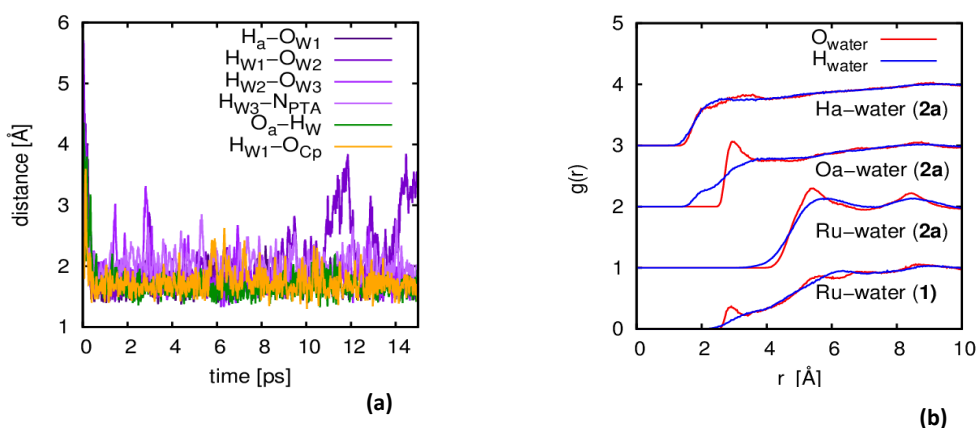 6
5
4
3
2
1
distance [Å]
Ha−OW1
HW1−OW2
HW2−OW3
HW3−NPTA
Oa−HW
HW1−OCp
0 2 4 6 8 10 12 14
time [ps]
(a)
5
4
3
2
1
0
g(r)
Owater
Hwater
Ha−water (2a)
Oa−water (2a)
Ru−water (2a)
Ru−water (1)
0 2 4 6 8 10
r [Å]
(b)